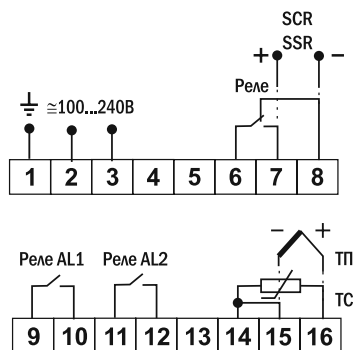 SCR
SSR
+ −
Реле
≃100...240В
1 2 3 4 5 6 7 8
− +
ТП
Реле AL1 Реле AL2
ТС
9 10 11 12 13 14 15 16